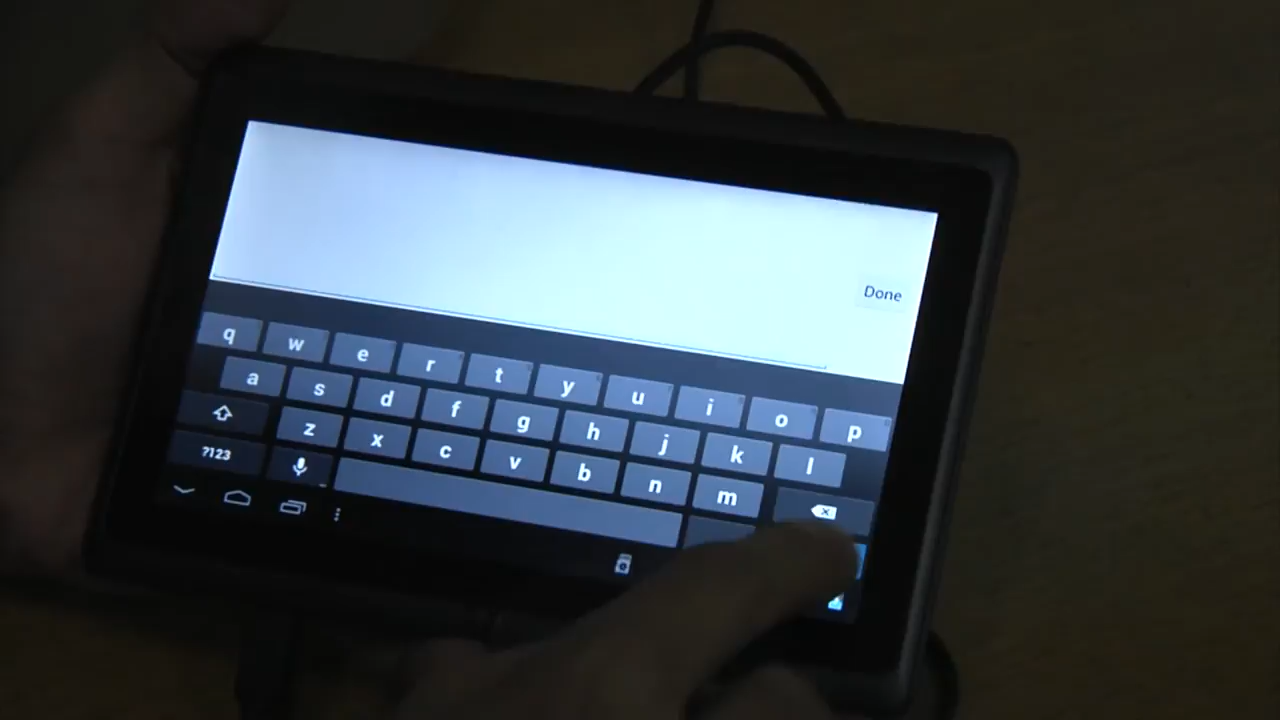 Done
q w e r t y u i o p
a s d f g h j k l
z x c v b n m
?123